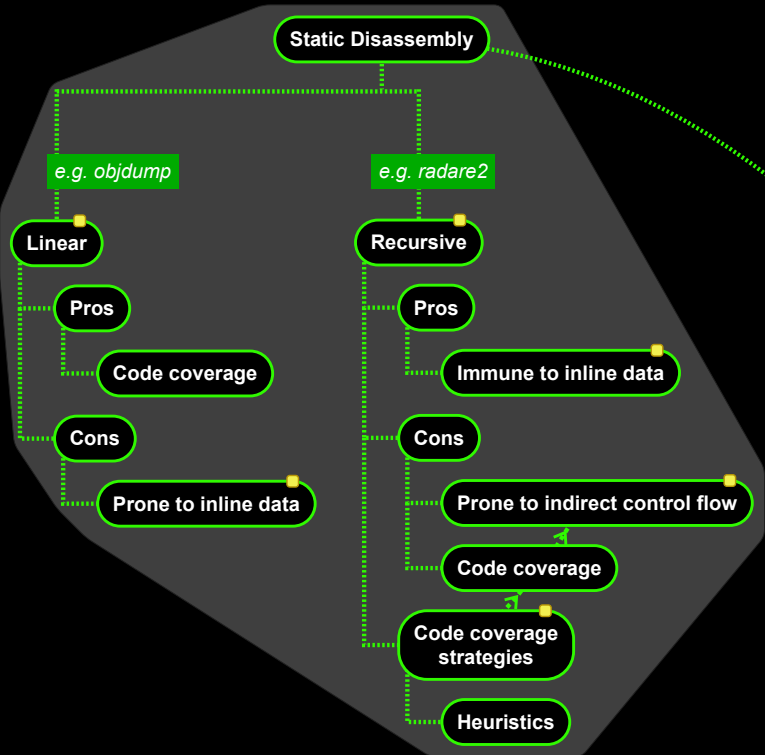 Static Disassembly
e.g. objdump
e.g. radare2
Linear
Recursive
Pros
Pros
Code coverage
Immune to inline data
Cons
Cons
Prone to inline data
Prone to indirect control flow
Code coverage
Code coverage
strategies
Heuristics